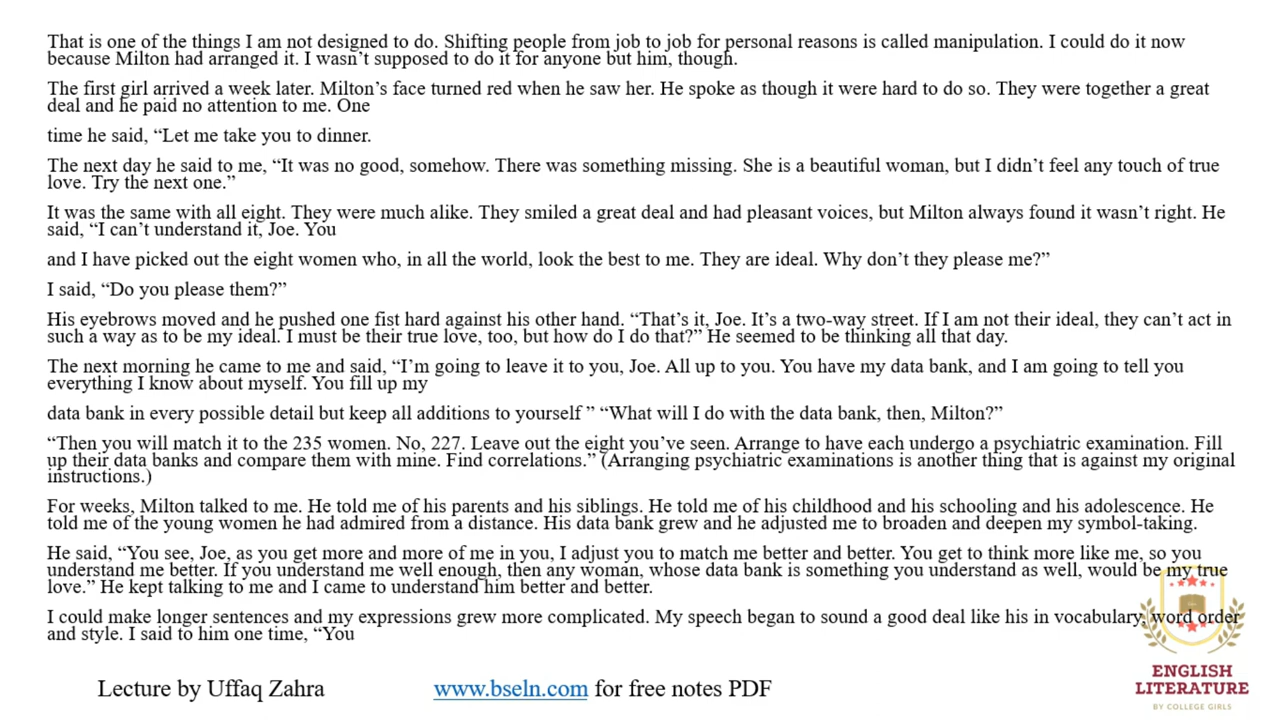 That is one of the things I am not designed to do. Shifting people from job to job for personal reasons is called manipulation. I could do it now
because Milton had arranged it. I wasn’t supposed to do it for anyone but him, though.
The first girl arrived a week later. Milton’s face turned red when he saw her. He spoke as though it were hard to do so. They were together a great
deal and he paid no attention to me. One
time he said, “Let me take you to dinner.
The next day he said to me, “It was no good, somehow. There was something missing. She is a beautiful woman, but I didn’t feel any touch of true
love. Try the next one.”
It was the same with all eight. They were much alike. They smiled a great deal and had pleasant voices, but Milton always found it wasn’t right. He
said, “I can’t understand it, Joe. You
and I have picked out the eight women who, in all the world, look the best to me. They are ideal. Why don’t they please me?”
I said, “Do you please them?”
His eyebrows moved and he pushed one fist hard against his other hand. “That’s it, Joe. It’s a two-way street. If I am not their ideal, they can’t act in
such a way as to be my ideal. I must be their true love, too, but how do I do that?” He seemed to be thinking all that day.
The next morning he came to me and said, “I’m going to leave it to you, Joe. All up to you. You have my data bank, and I am going to tell you
everything I know about myself. You fill up my
data bank in every possible detail but keep all additions to yourself ” “What will I do with the data bank, then, Milton?”
“Then you will match it to the 235 women. No, 227. Leave out the eight you’ve seen. Arrange to have each undergo a psychiatric examination. Fill
up their data banks and compare them with mine. Find correlations.” (Arranging psychiatric examinations is another thing that is against my original
instructions.)
For weeks, Milton talked to me. He told me of his parents and his siblings. He told me of his childhood and his schooling and his adolescence. He
told me of the young women he had admired from a distance. His data bank grew and he adjusted me to broaden and deepen my symbol-taking.
He said, “You see, Joe, as you get more and more of me in you, I adjust you to match me better and better. You get to think more like me, so you
understand me better. If you understand me well enough, then any woman, whose data bank is something you understand as well, would be my true
love.” He kept talking to me and I came to understand him better and better.
I could make longer sentences and my expressions grew more complicated. My speech began to sound a good deal like his in vocabulary, word order
and style. I said to him one time, “You
Lecture by Uffaq Zahra
www.bseln.com for free notes PDF
ENGLISH
LITERATURE
BY COLLEGE GIRLS